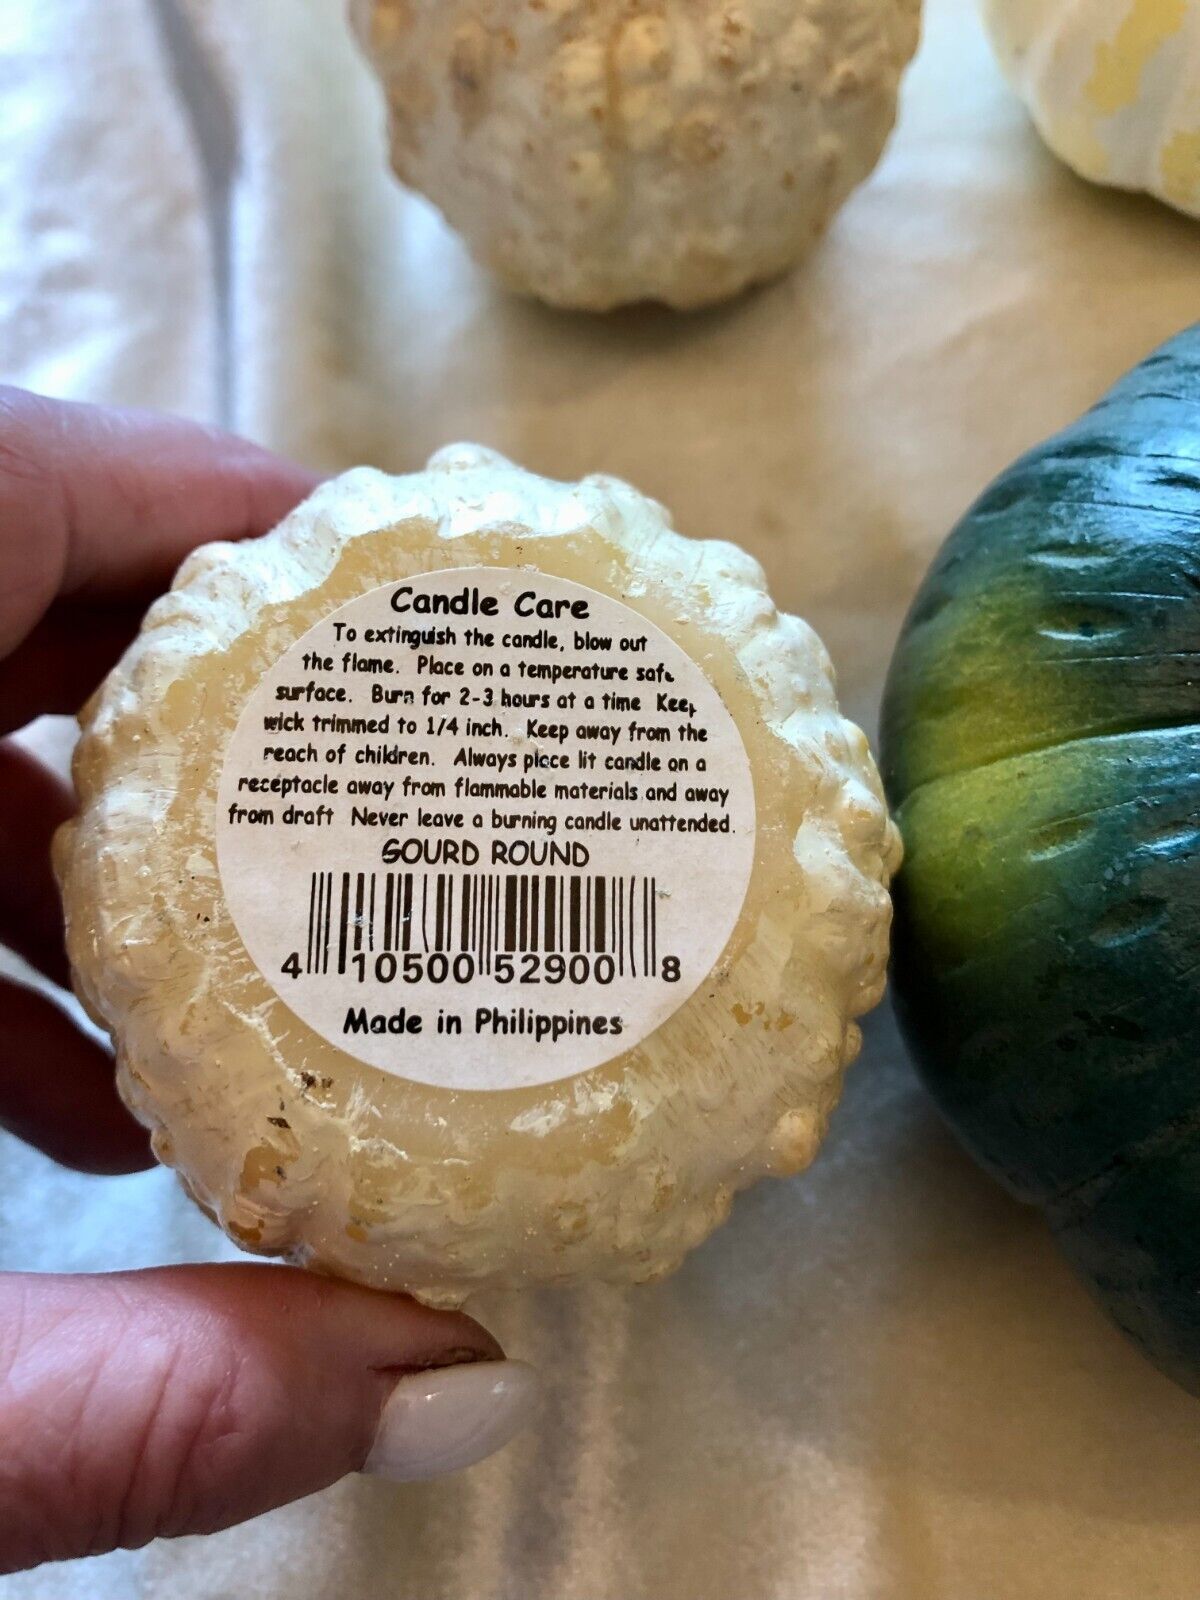 Candle Care
To extinguish the candle, blow out
the flame. Place on a temperature safe
surface. Burn for 2-3 hours at a time Keep
wick trimmed to 1/4 inch. Keep away from the
reach of children. Always place lit candle on a
receptacle away from flammable materials and away
from draft Never leave a burning candle unattended.
GOURD ROUND
4 10500 52900 8
Made in Philippines